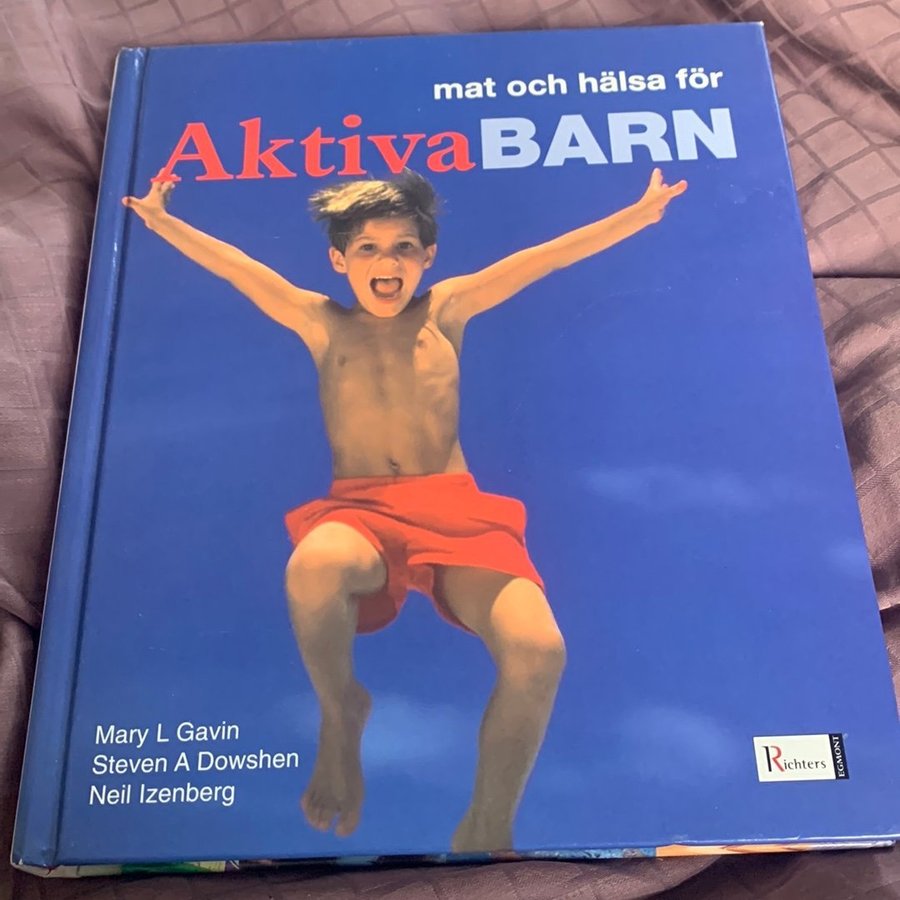 mat och hälsa för
AktivaBARN
Mary L Gavin
Steven A Dowshen
Neil Izenberg
Richters
EGMONT